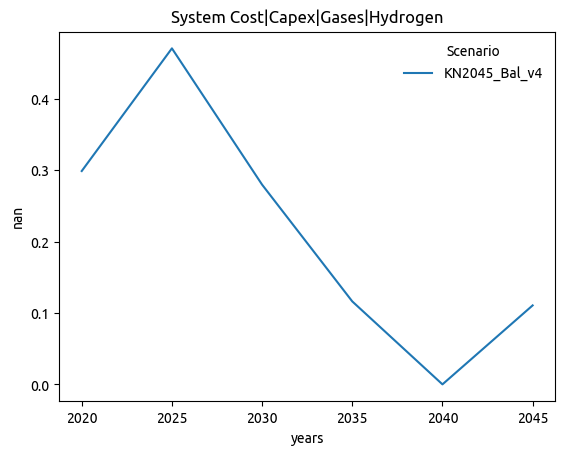 System Cost|Capex|Gases|Hydrogen
Scenario
KN2045_Bal_v4
0.4
0.3
0.2
0.1
0.0
nan
2020 2025 2030 2035 2040 2045
years